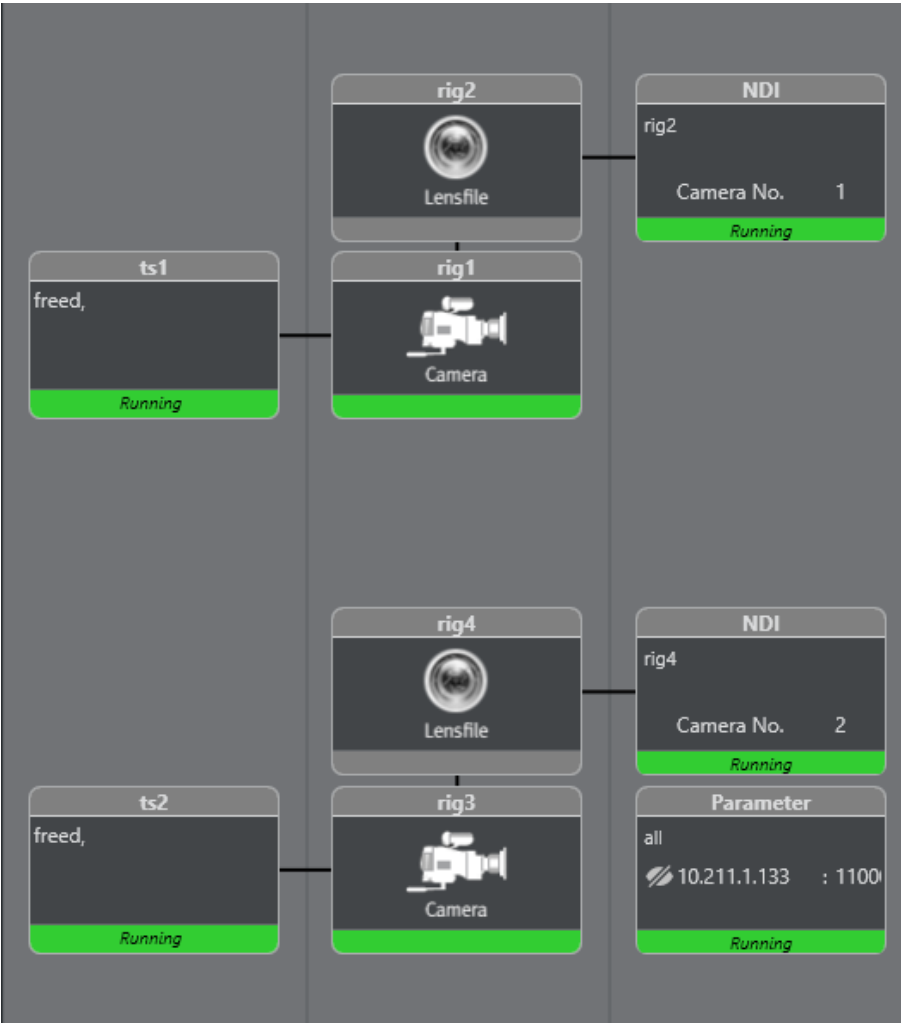 rig2
Lensfile
NDI
rig2
Camera No. 1
Running
ts1
freed,
Running
rig1
Camera
rig4
Lensfile
NDI
rig4
Camera No. 2
Running
ts2
freed,
Running
rig3
Camera
Parameter
all
10.211.1.133 : 1100
Running